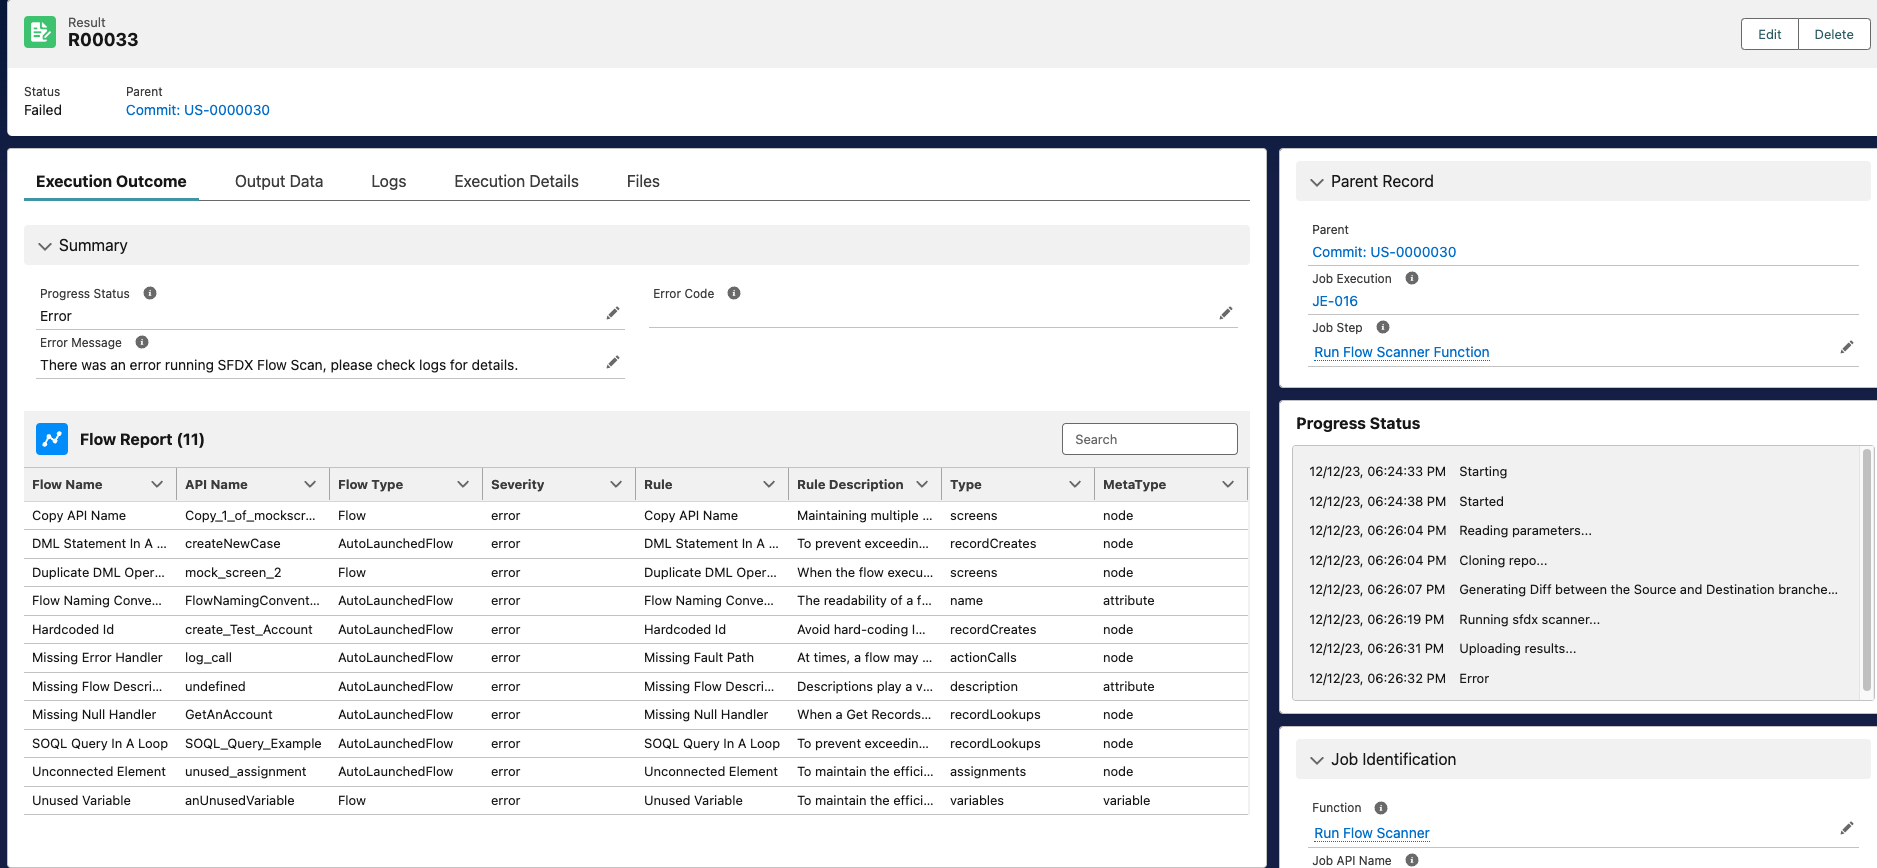 Result
R00033
Edit Delete
Status Parent
Failed Commit: US-0000030
Execution Outcome Output Data Logs Execution Details Files
Summary
Progress Status Error Code
Error
Error Message
There was an error running SFDX Flow Scan, please check logs for details.
Flow Report (11) Search
Flow Name API Name Flow Type Severity Rule Rule Description Type MetaType
Copy API Name Copy_1_of_mockscr... Flow error Copy API Name Maintaining multiple ... screens node
DML Statement In A ... createNewCase AutoLaunchedFlow error DML Statement In A ... To prevent exceedin... recordCreates node
Duplicate DML Oper... mock_screen_2 Flow error Duplicate DML Oper... When the flow execu... screens node
Flow Naming Conve... FlowNamingConvent... AutoLaunchedFlow error Flow Naming Conve... The readability of a f... name attribute
Hardcoded Id create_Test_Account AutoLaunchedFlow error Hardcoded Id Avoid hard-coding I... recordCreates node
Missing Error Handler log_call AutoLaunchedFlow error Missing Fault Path At times, a flow may ... actionCalls node
Missing Flow Descri... undefined AutoLaunchedFlow error Missing Flow Descri... Descriptions play a v... description attribute
Missing Null Handler GetAnAccount AutoLaunchedFlow error Missing Null Handler When a Get Records... recordLookups node
SOQL Query In A Loop SOQL_Query_Example AutoLaunchedFlow error SOQL Query In A Loop To prevent exceedin... recordLookups node
Unconnected Element unused_assignment AutoLaunchedFlow error Unconnected Element To maintain the effici... assignments node
Unused Variable anUnusedVariable Flow error Unused Variable To maintain the effici... variables variable
Parent Record
Parent
Commit: US-0000030
Job Execution
JE-016
Job Step
Run Flow Scanner Function
Progress Status
12/12/23, 06:24:33 PM Starting
12/12/23, 06:24:38 PM Started
12/12/23, 06:26:04 PM Reading parameters...
12/12/23, 06:26:04 PM Cloning repo...
12/12/23, 06:26:07 PM Generating Diff between the Source and Destination branche...
12/12/23, 06:26:19 PM Running sfdx scanner...
12/12/23, 06:26:31 PM Uploading results...
12/12/23, 06:26:32 PM Error
Job Identification
Function
Run Flow Scanner
Job API Name